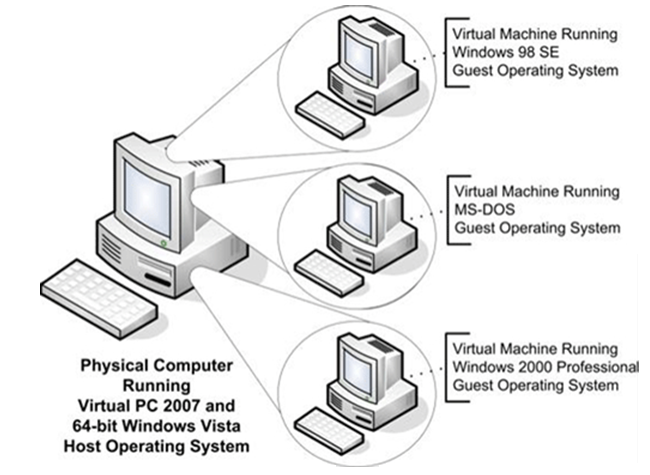 Virtual Machine Running
Windows 98 SE
Guest Operating System
Virtual Machine Running
MS-DOS
Guest Operating System
Virtual Machine Running
Windows 2000 Professional
Guest Operating System
Physical Computer
Running
Virtual PC 2007 and
64-bit Windows Vista
Host Operating System